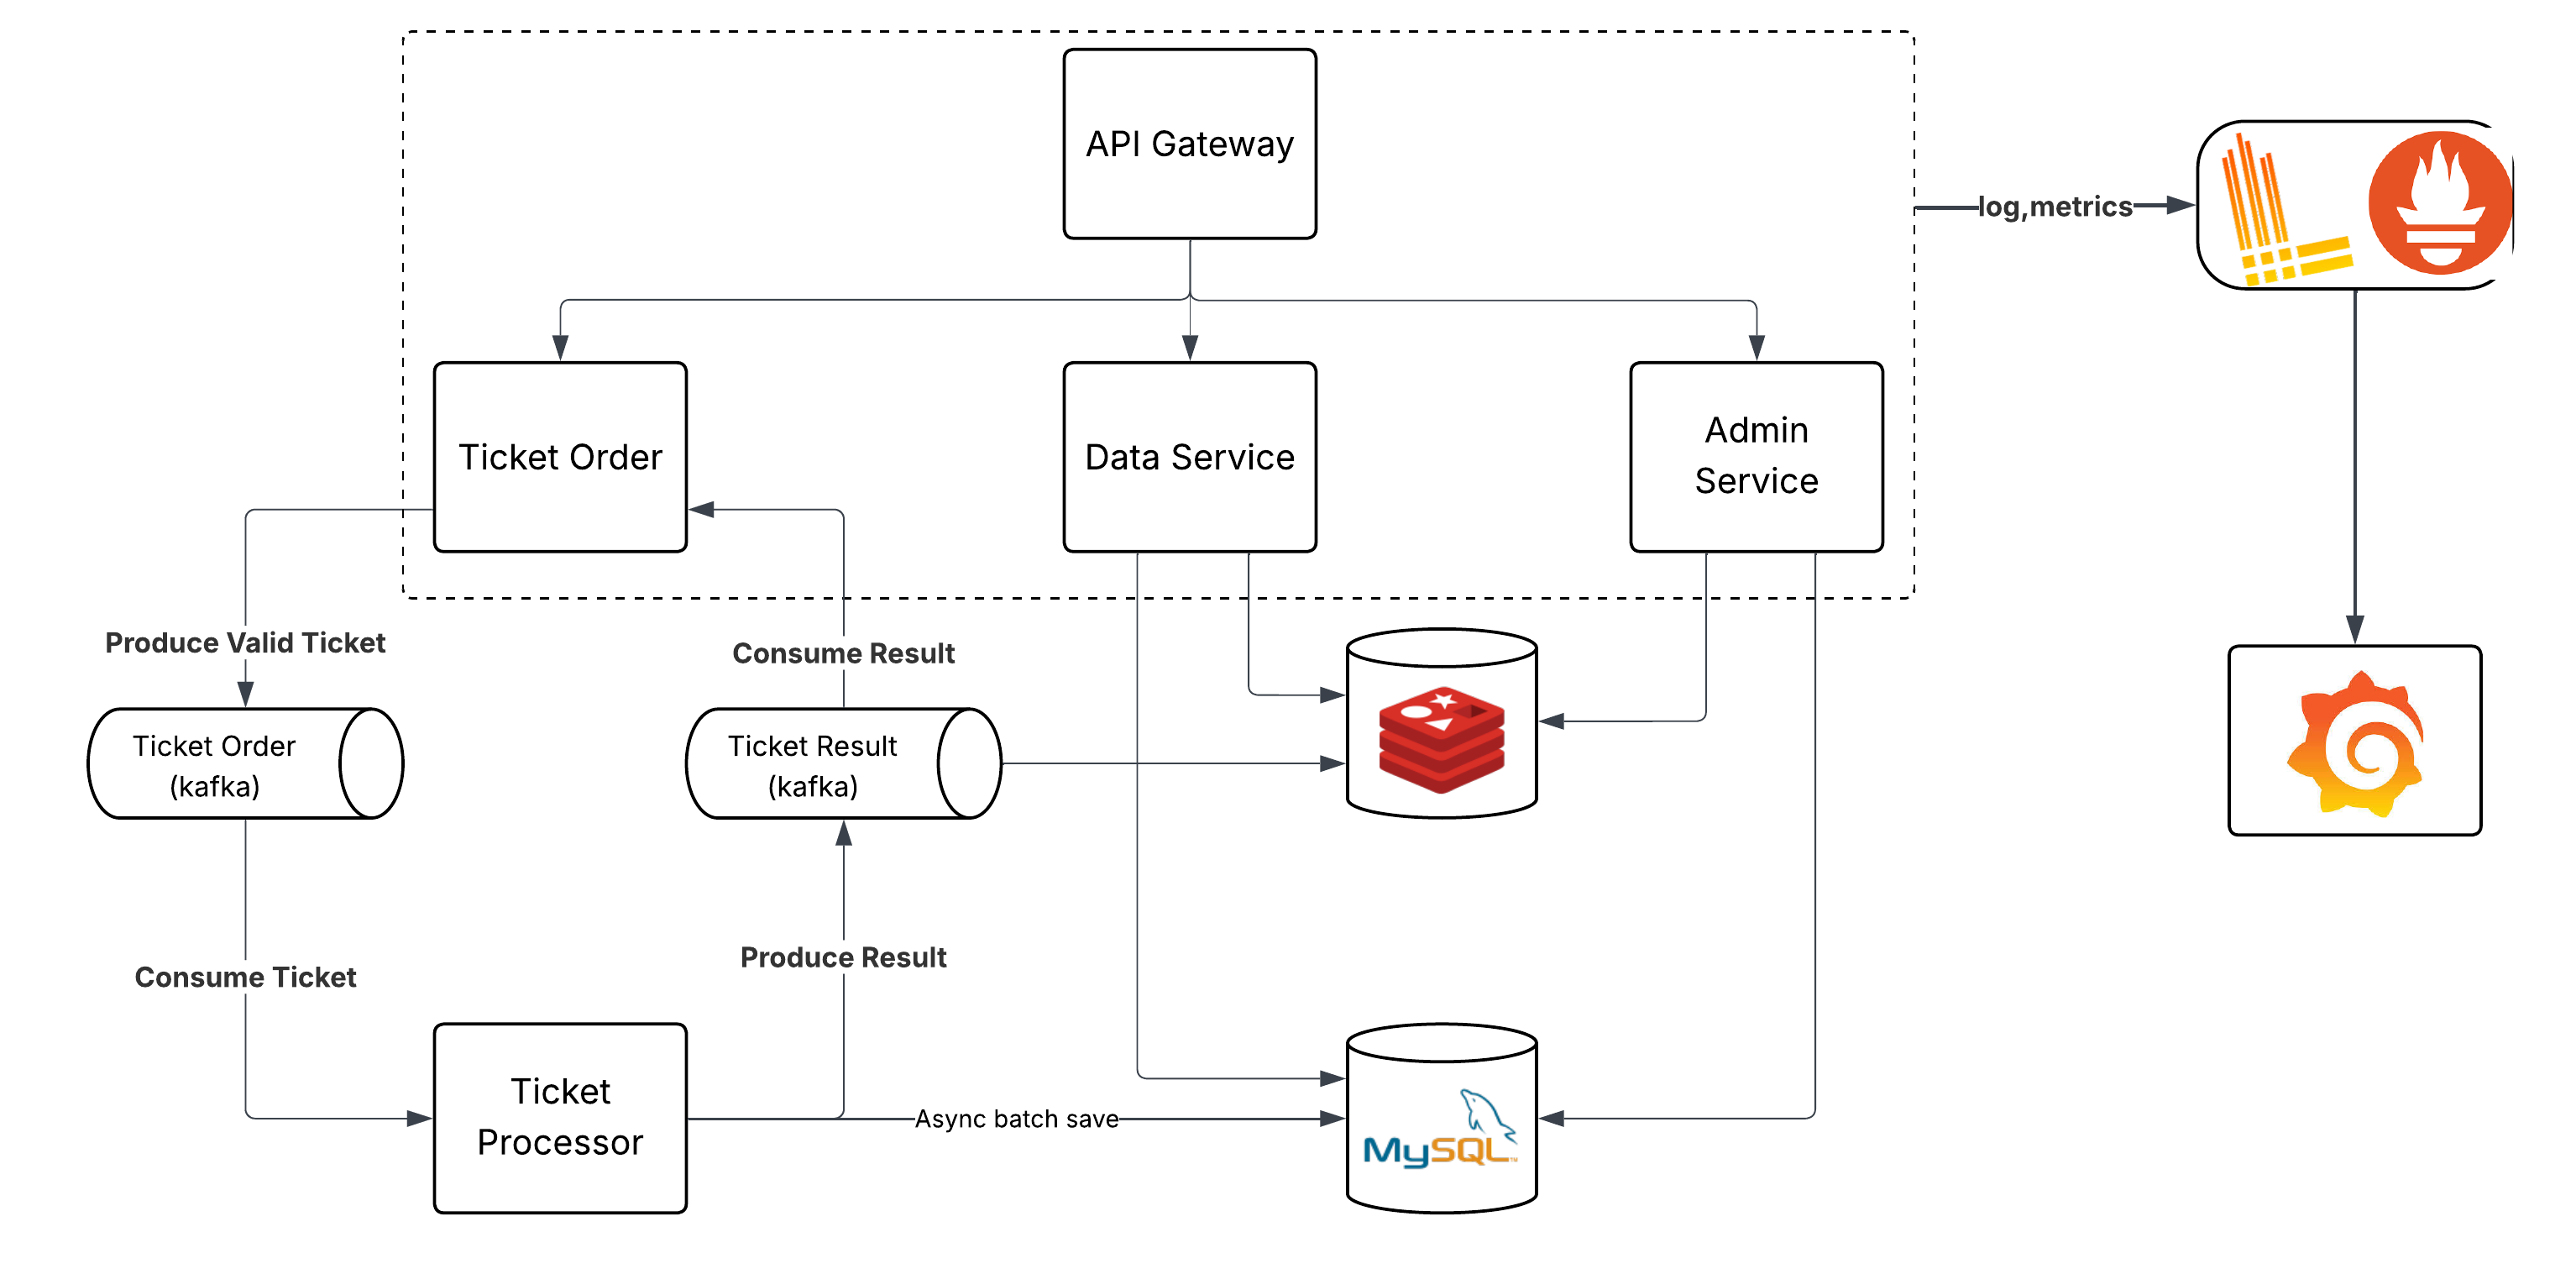 API Gateway
log,metrics
Ticket Order
Data Service
Admin
Service
Produce Valid Ticket
Consume Result
Ticket Order
(kafka)
Ticket Result
(kafka)
Consume Ticket
Produce Result
Ticket
Processor
Async batch save
MySQL™